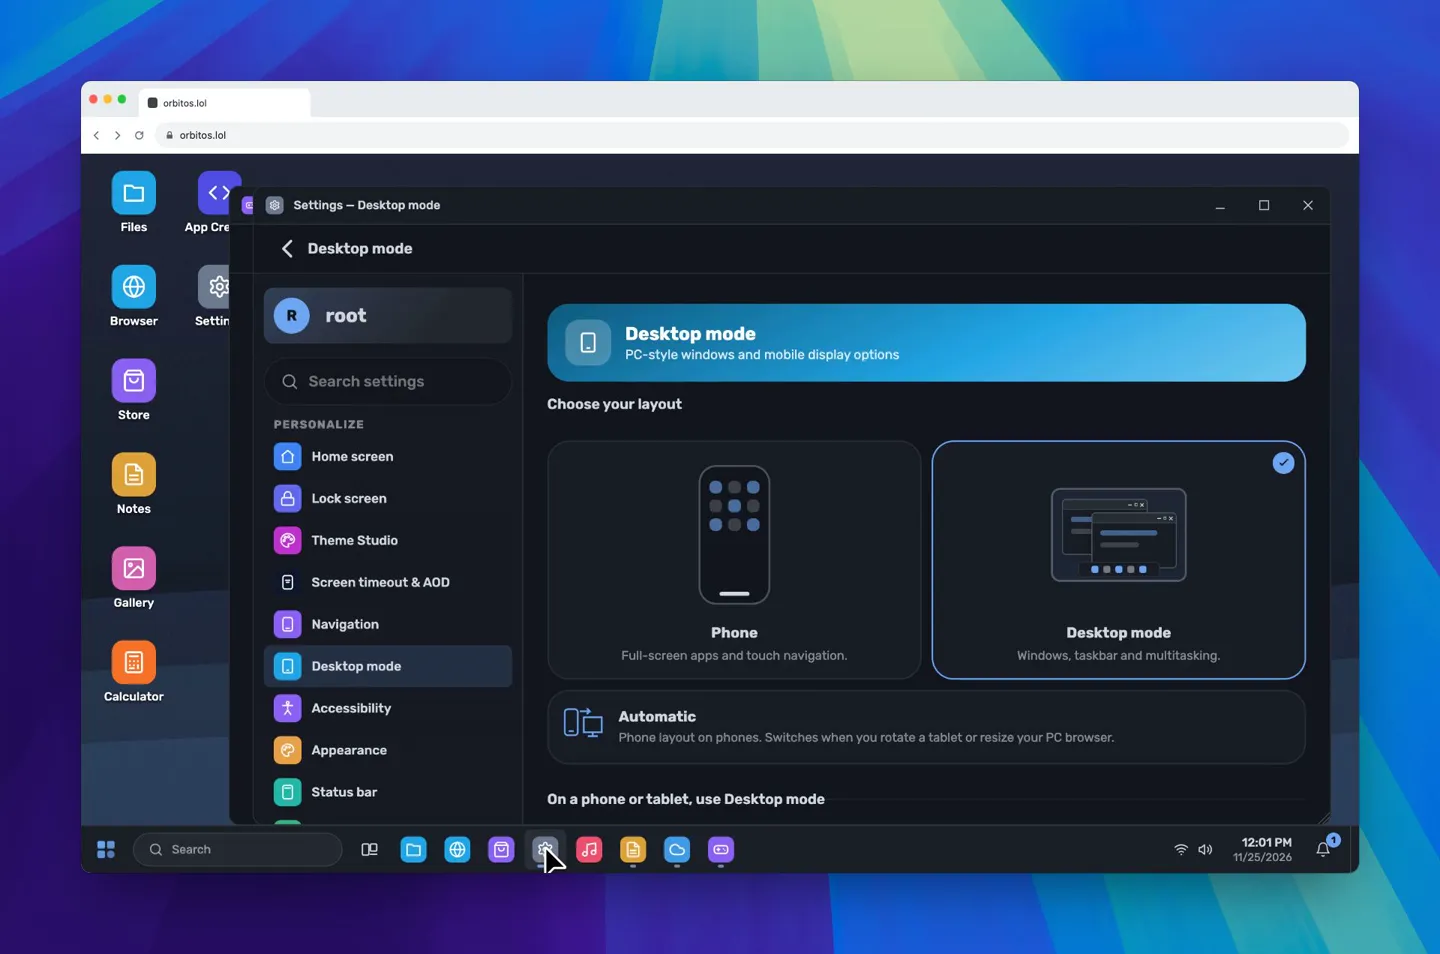 orbitos.lol
orbitos.lol
Files
App Cre
Browser
Settin
Store
Notes
Gallery
Calculator
Settings – Desktop mode
Desktop mode
R
root
Search settings
PERSONALIZE
Home screen
Lock screen
Theme Studio
Screen timeout & AOD
Navigation
Desktop mode
Accessibility
Appearance
Status bar
Desktop mode
PC-style windows and mobile display options
Choose your layout
Phone
Full-screen apps and touch navigation.
Desktop mode
Windows, taskbar and multitasking.
Automatic
Phone layout on phones. Switches when you rotate a tablet or resize your PC browser.
On a phone or tablet, use Desktop mode
Search
12:01 PM
11/25/2026
1